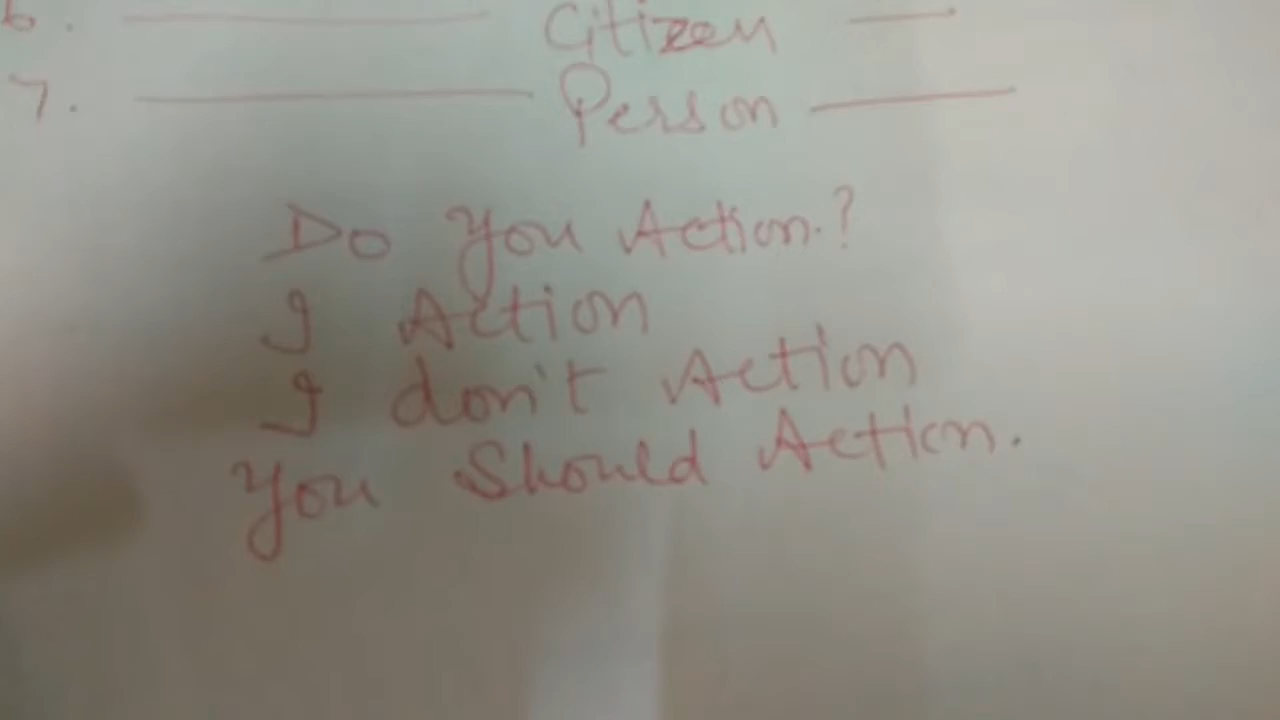 6. ———— Citizen ——
7. ———— Person ———
Do you Action.?
I Action
I don't Action
You Should Action.